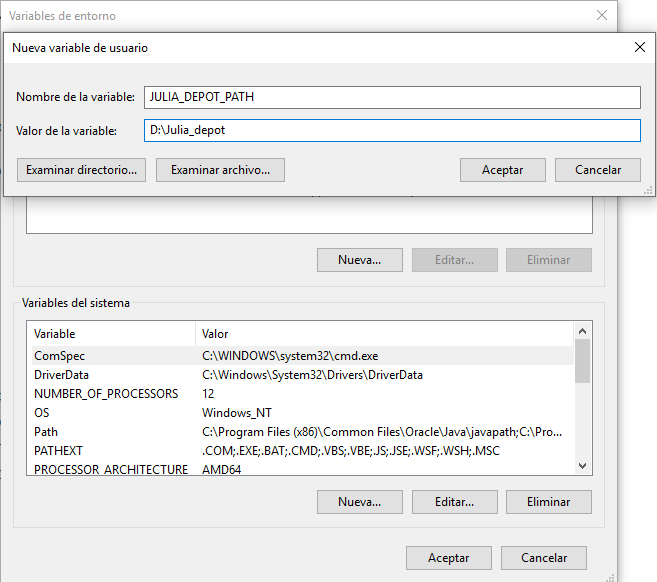 Variables de entorno
Nueva variable de usuario
Nombre de la variable: JULIA_DEPOT_PATH
Valor de la variable: D:\Julia_depot
Examinar directorio... Examinar archivo... Aceptar Cancelar
Nueva... Editar... Eliminar
Variables del sistema
Variable Valor
ComSpec C:\WINDOWS\system32\cmd.exe
DriverData C:\Windows\System32\Drivers\DriverData
NUMBER_OF_PROCESSORS 12
OS Windows_NT
Path C:\Program Files (x86)\Common Files\Oracle\Java\javapath;C:\Pro...
PATHEXT .COM;.EXE;.BAT;.CMD;.VBS;.VBE;.JS;.JSE;.WSF;.WSH;.MSC
PROCESSOR_ARCHITECTURE AMD64
Nueva... Editar... Eliminar
Aceptar Cancelar